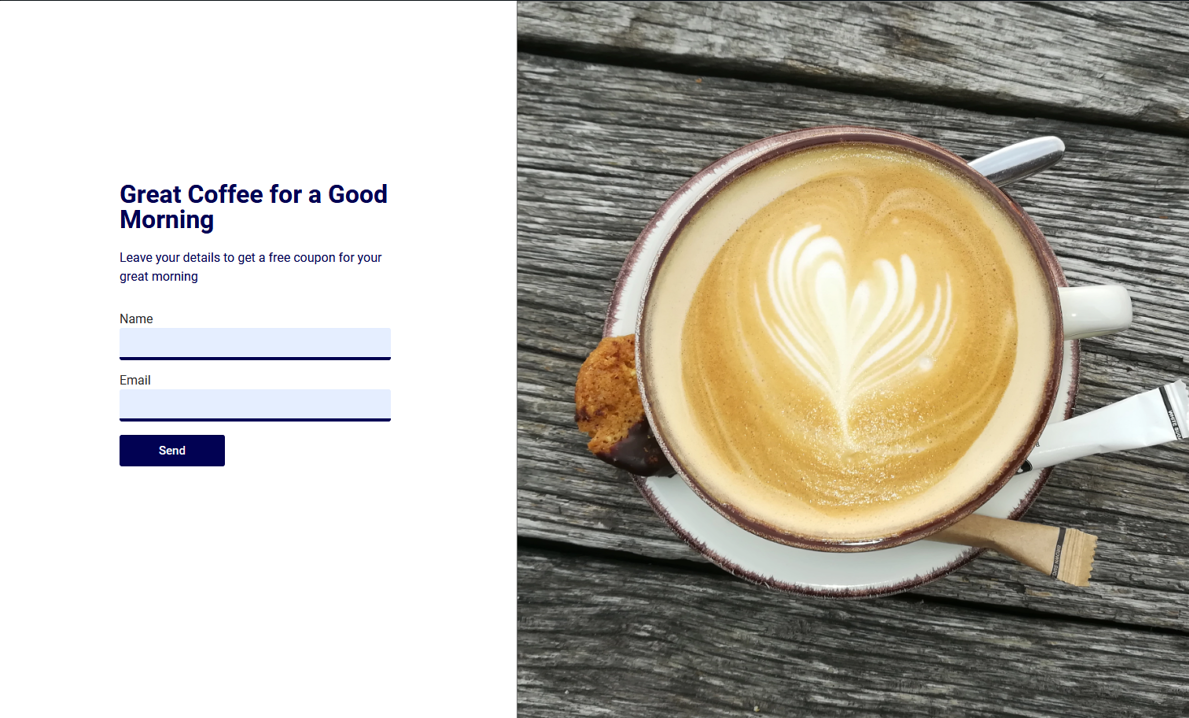 Great Coffee for a Good
Morning
Leave your details to get a free coupon for your
great morning
Name
Email
Send